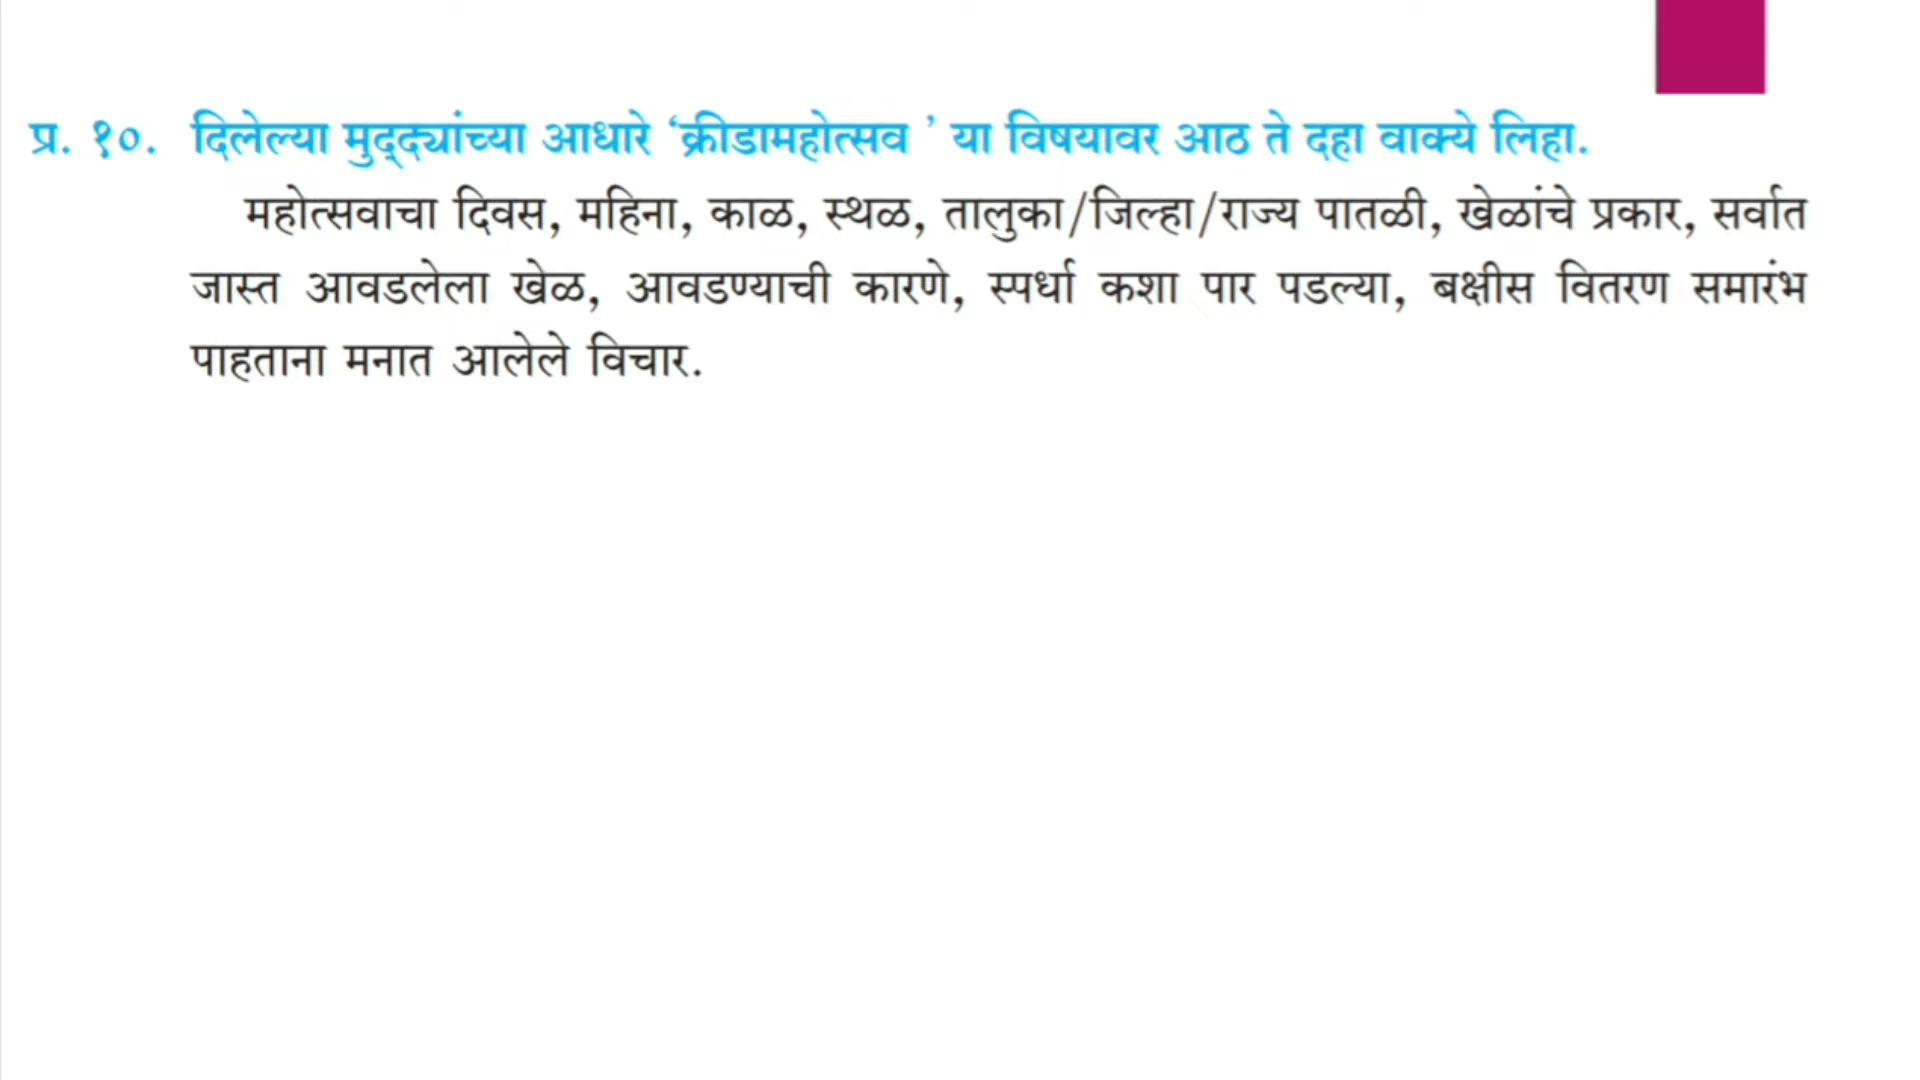 प्र. १०. दिलेल्या मुद्‌द्यांच्या आधारे ‘क्रीडामहोत्सव ’ या विषयावर आठ ते दहा वाक्ये लिहा.
महोत्सवाचा दिवस, महिना, काळ, स्थळ, तालुका/जिल्हा/राज्य पातळी, खेळांचे प्रकार, सर्वात
जास्त आवडलेला खेळ, आवडण्याची कारणे, स्पर्धा कशा पार पडल्या, बक्षीस वितरण समारंभ
पाहताना मनात आलेले विचार.